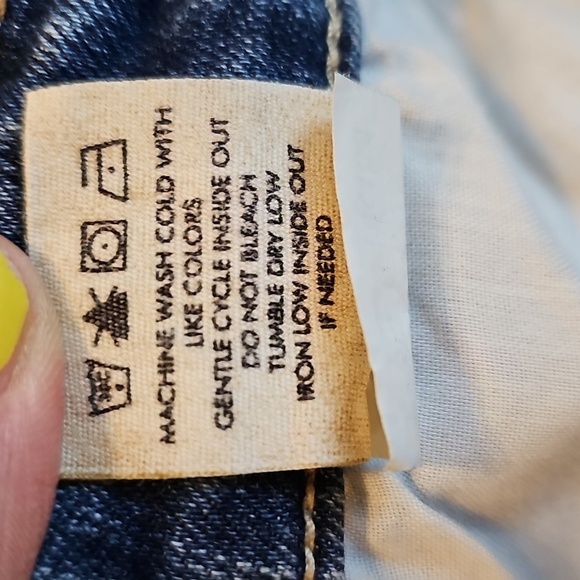 MACHINE WASH COLD WITH
LIKE COLORS
GENTLE CYCLE INSIDE OUT
DO NOT BLEACH
TUMBLE DRY LOW
IRON LOW INSIDE OUT
IF NEEDED